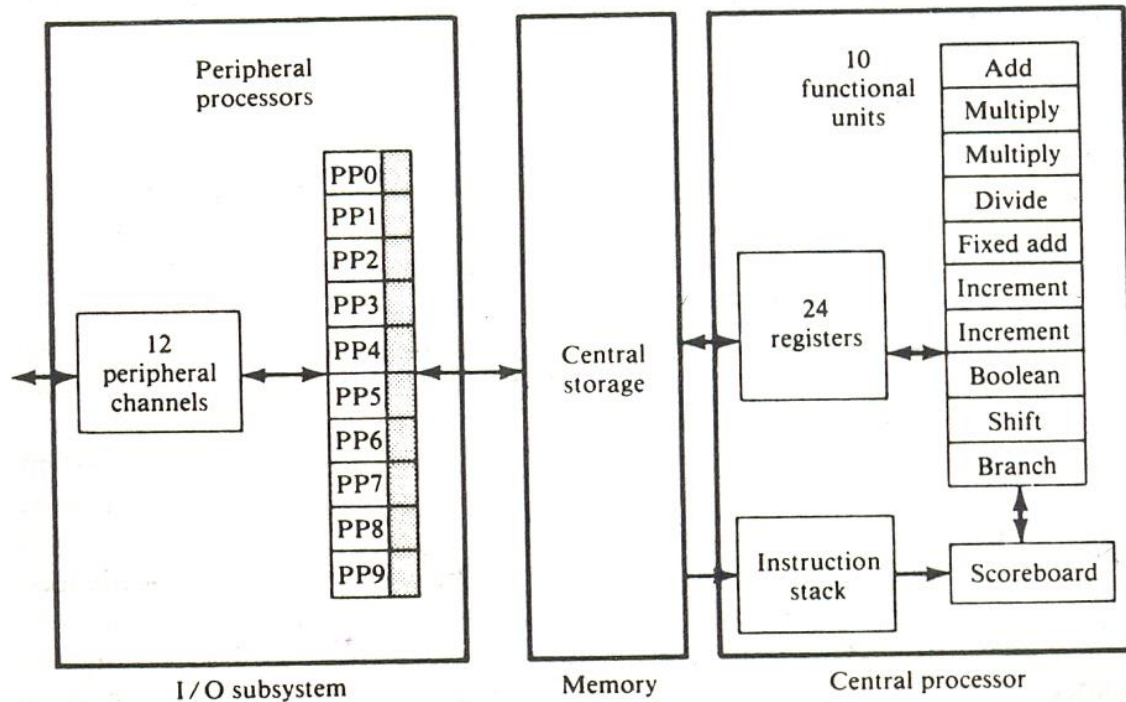 Peripheral
processors
PP0
PP1
PP2
PP3
PP4
PP5
PP6
PP7
PP8
PP9
12
peripheral
channels
I/O subsystem
Central
storage
Memory
10
functional
units
Add
Multiply
Multiply
Divide
Fixed add
Increment
Increment
Boolean
Shift
Branch
24
registers
Instruction
stack
Scoreboard
Central processor